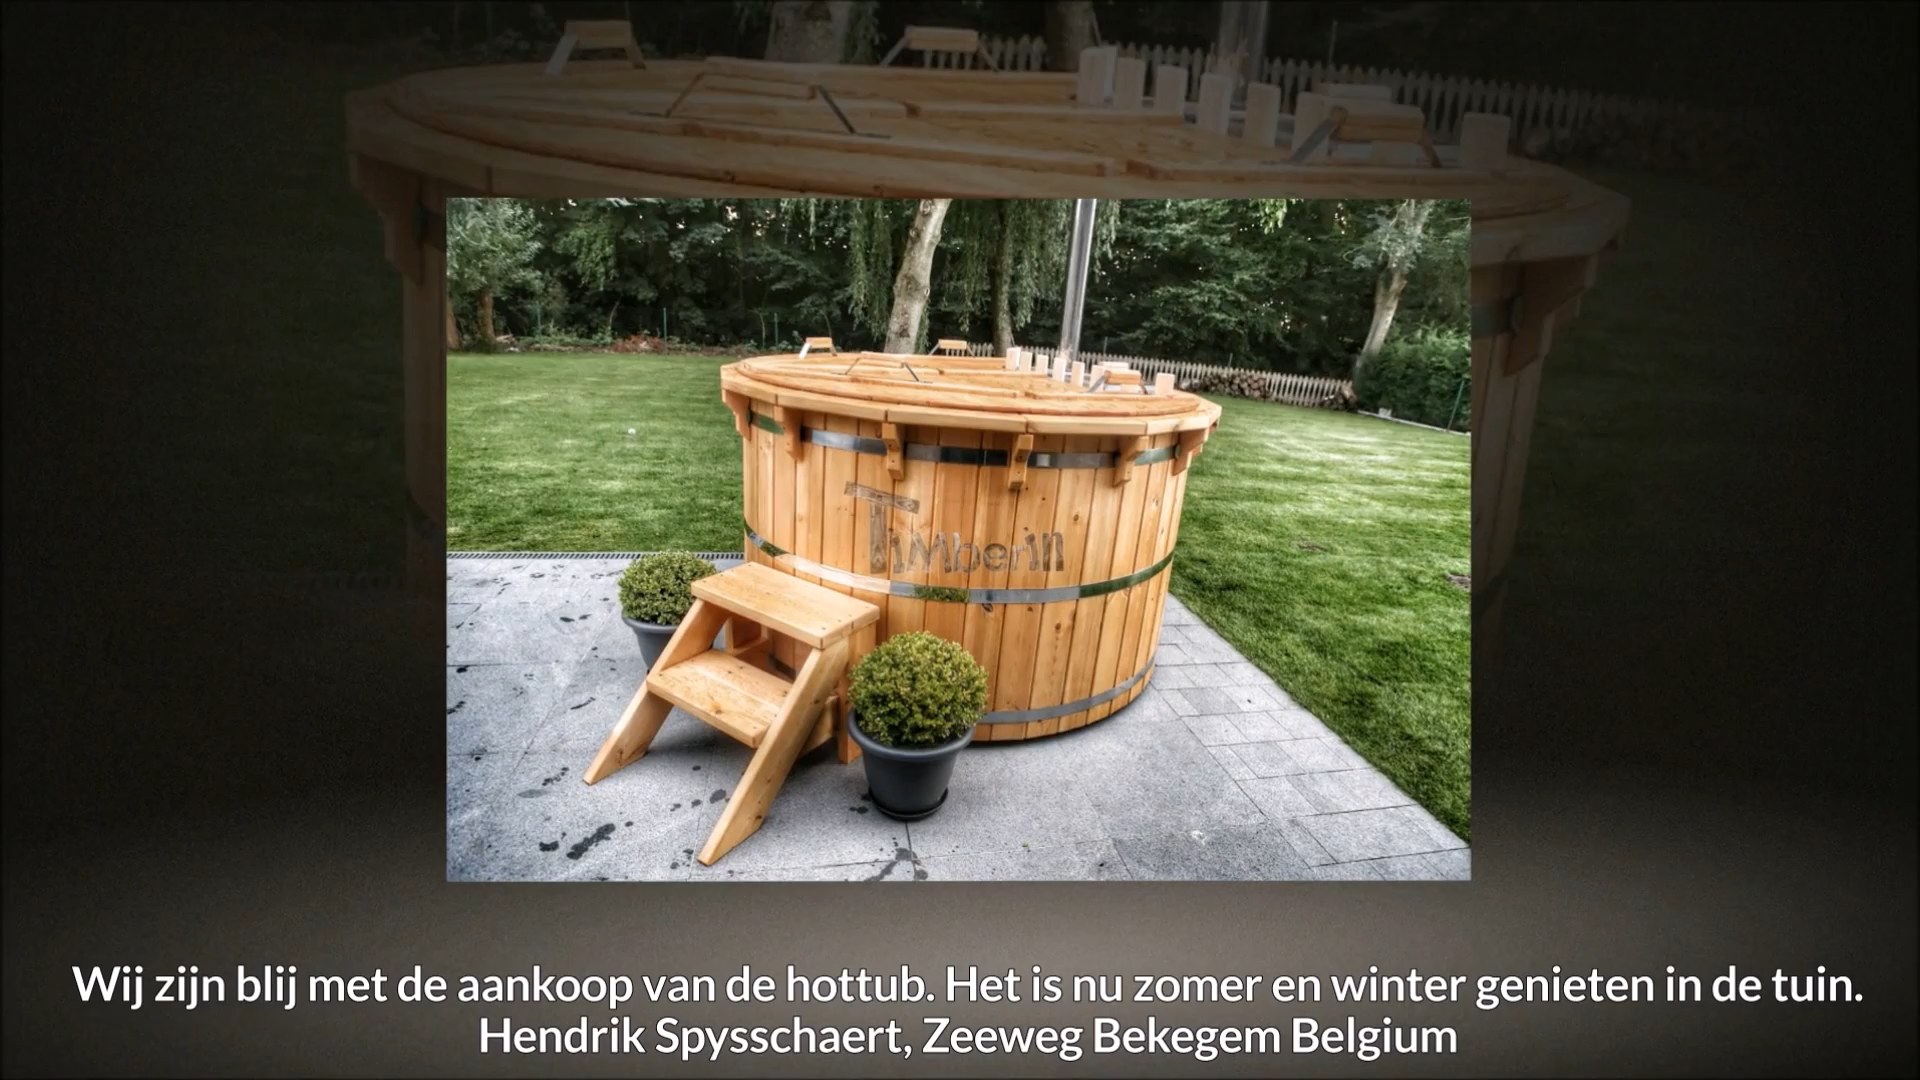 TiMberin
Wij zijn blij met de aankoop van de hottub. Het is nu zomer en winter genieten in de tuin.
Hendrik Spysschaert, Zeeweg Bekegem Belgium